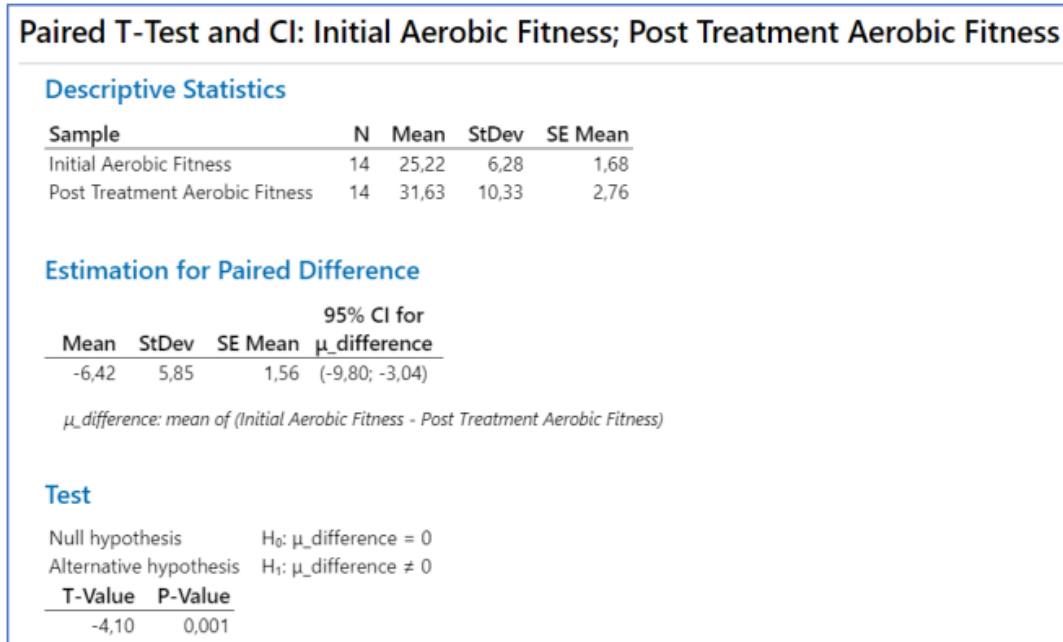 Paired T-Test and CI: Initial Aerobic Fitness; Post Treatment Aerobic Fitness
Descriptive Statistics
Sample N Mean StDev SE Mean
Initial Aerobic Fitness 14 25,22 6,28 1,68
Post Treatment Aerobic Fitness 14 31,63 10,33 2,76
Estimation for Paired Difference
95% CI for
Mean StDev SE Mean μ_difference
-6,42 5,85 1,56 (-9,80; -3,04)
μ_difference: mean of (Initial Aerobic Fitness - Post Treatment Aerobic Fitness)
Test
Null hypothesis H₀: μ_difference = 0
Alternative hypothesis H₁: μ_difference ≠ 0
T-Value P-Value
-4,10 0,001